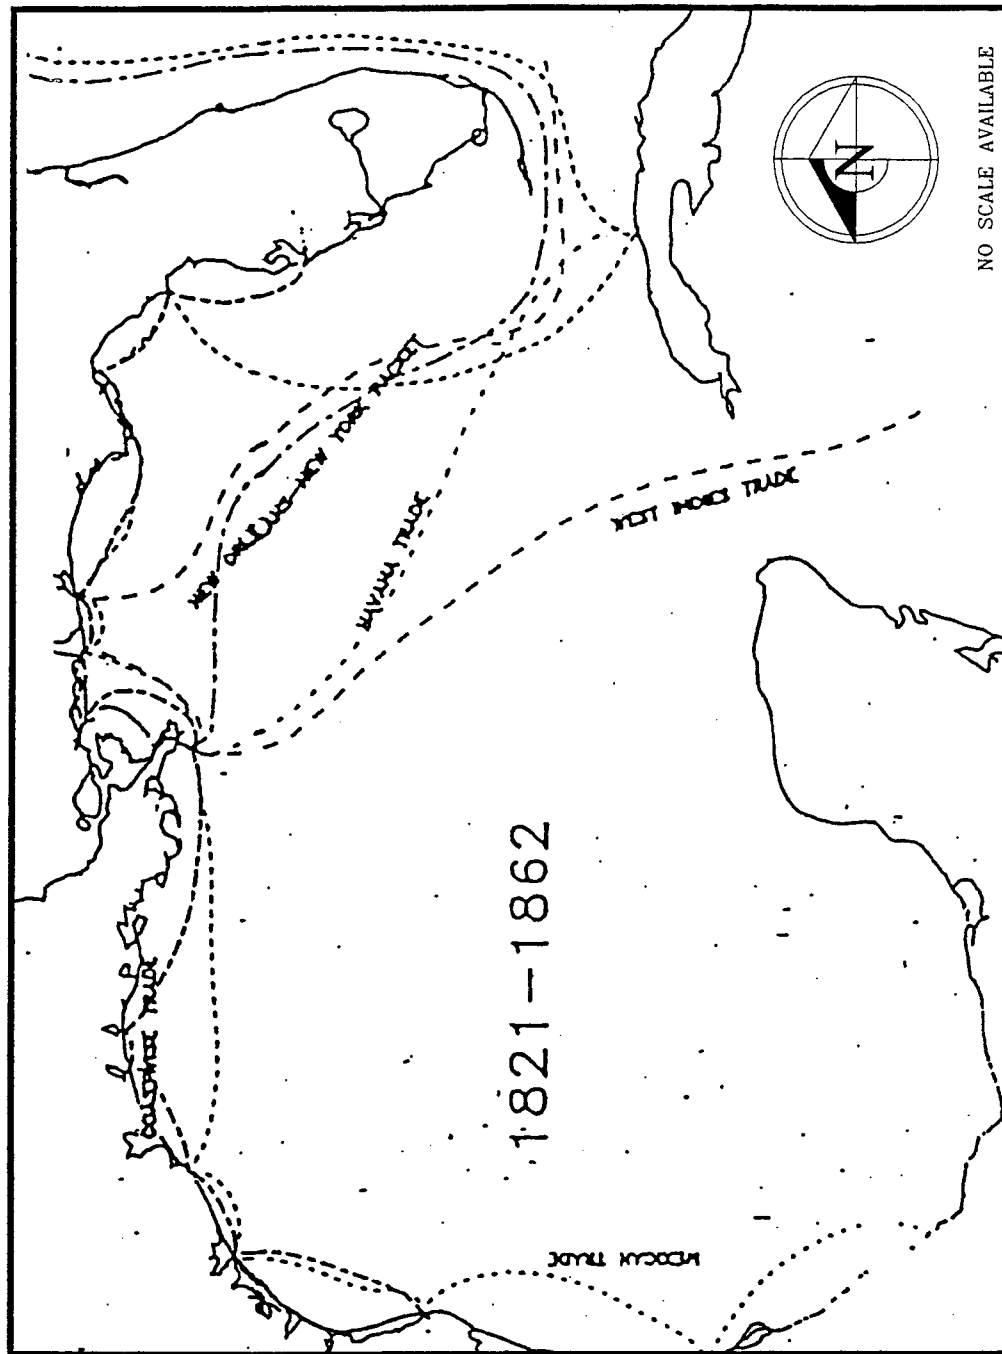 NEW ORLEANS-NEW YORK PACKET
HAVANA TRADE
WEST INDIES TRADE
COASTWISE TRADE
MEXICAN TRADE
1821-1862
N
NO SCALE AVAILABLE